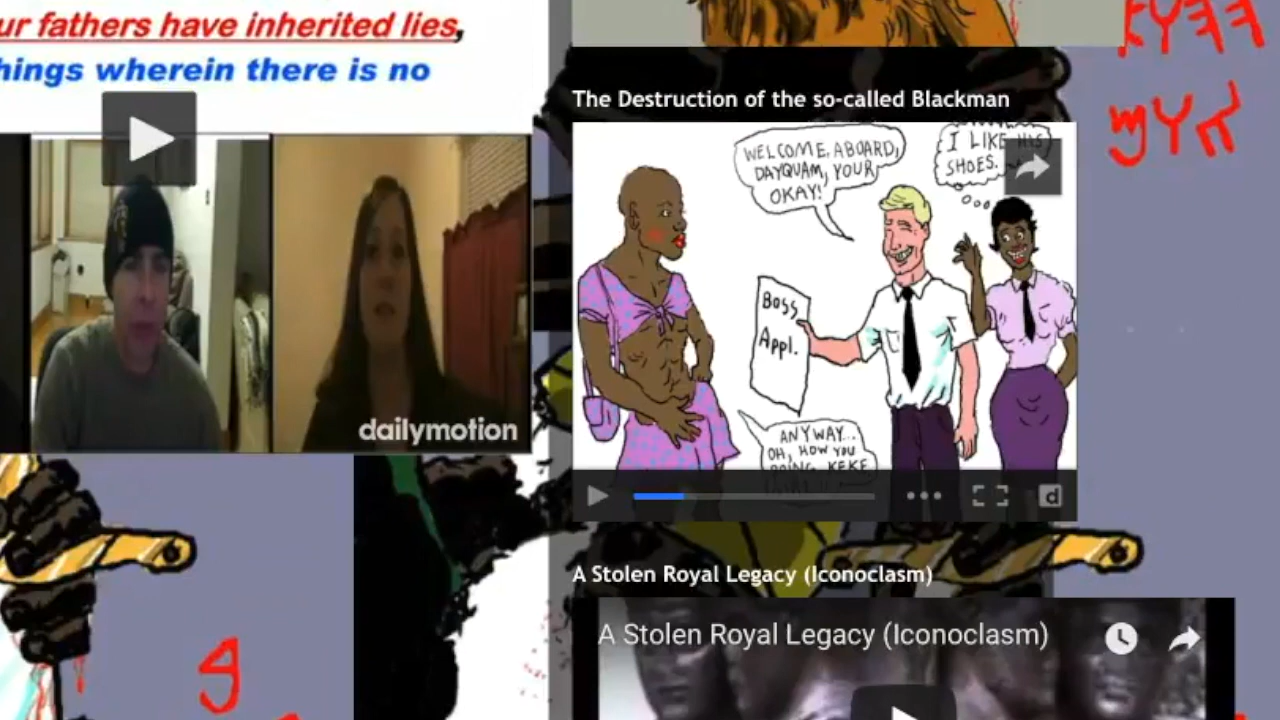 ur fathers have inherited lies,
hings wherein there is no
dailymotion
The Destruction of the so-called Blackman
WELCOME, ABOARD,
DAYQUAM, YOUR
OKAY!
I LIKE HIS
SHOES.
BOSS
APPL.
ANYWAY...
OH, HOW YOU
DOING, KEKE
A Stolen Royal Legacy (Iconoclasm)
A Stolen Royal Legacy (Iconoclasm)